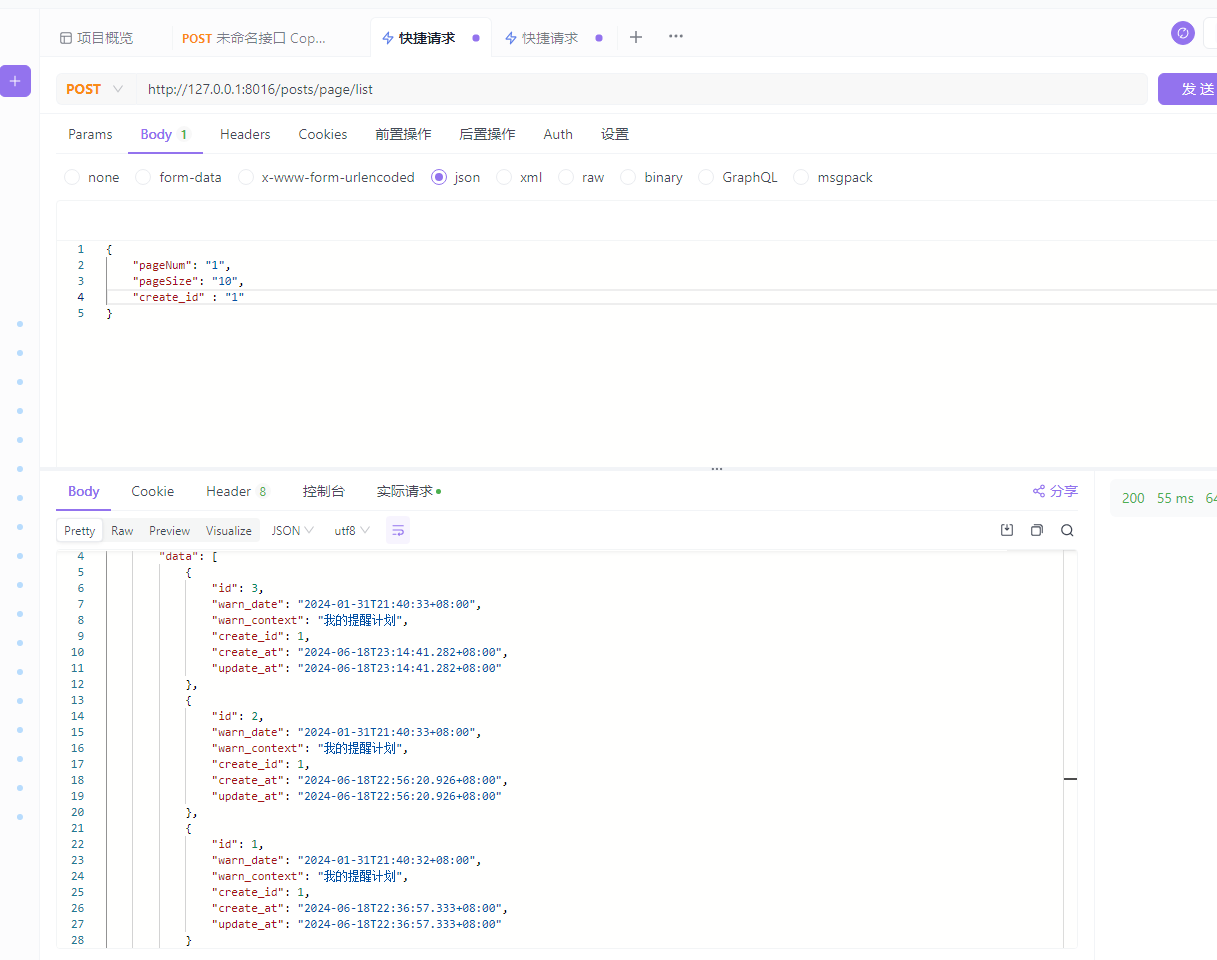 项目概览 POST 未命名接口 Cop... 快捷请求 快捷请求
POST http://127.0.0.1:8016/posts/page/list 发 送
Params Body 1 Headers Cookies 前置操作 后置操作 Auth 设置
none form-data x-www-form-urlencoded json xml raw binary GraphQL msgpack
1 {
2 "pageNum": "1",
3 "pageSize": "10",
4 "create_id" : "1"
5 }
Body Cookie Header 8 控制台 实际请求 分享
200 55 ms 64
Pretty Raw Preview Visualize JSON utf8
4 "data": [
5 {
6 "id": 3,
7 "warn_date": "2024-01-31T21:40:33+08:00",
8 "warn_context": "我的提醒计划",
9 "create_id": 1,
10 "create_at": "2024-06-18T23:14:41.282+08:00",
11 "update_at": "2024-06-18T23:14:41.282+08:00"
12 },
13 {
14 "id": 2,
15 "warn_date": "2024-01-31T21:40:33+08:00",
16 "warn_context": "我的提醒计划",
17 "create_id": 1,
18 "create_at": "2024-06-18T22:56:20.926+08:00",
19 "update_at": "2024-06-18T22:56:20.926+08:00"
20 },
21 {
22 "id": 1,
23 "warn_date": "2024-01-31T21:40:32+08:00",
24 "warn_context": "我的提醒计划",
25 "create_id": 1,
26 "create_at": "2024-06-18T22:36:57.333+08:00",
27 "update_at": "2024-06-18T22:36:57.333+08:00"
28 }